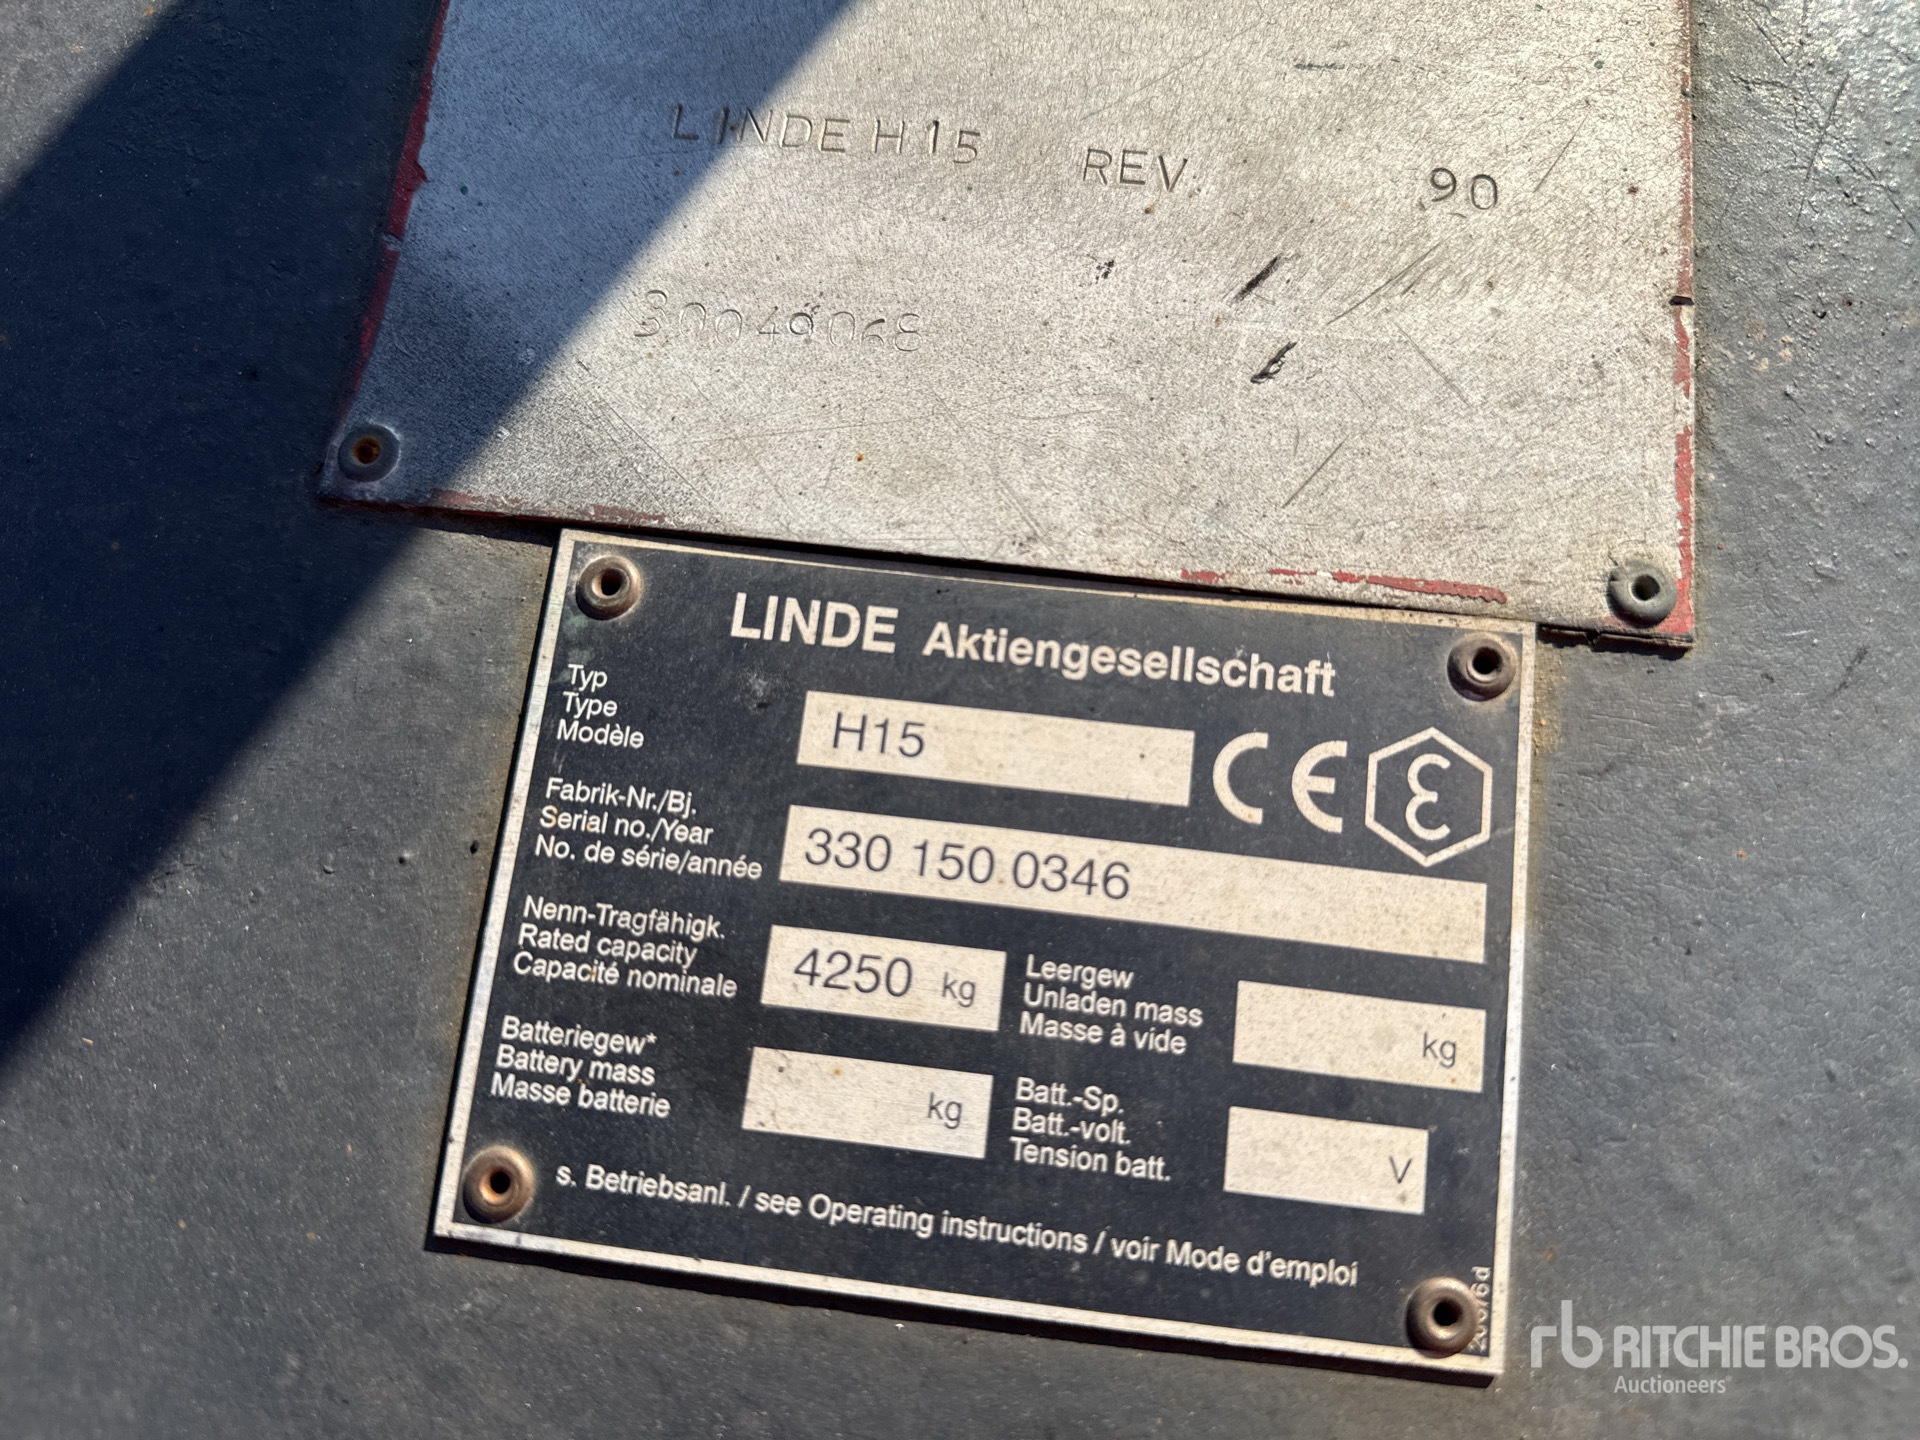 LINDE H15 REV. 90
LINDE Aktiengesellschaft
Typ
Type
Modèle
H15
CE
Fabrik-Nr./Bj.
Serial no./Year
No. de série/année
330 150 0346
Nenn-Tragfähigk.
Rated capacity
Capacité nominale
4250 kg
Leergew
Unladen mass
Masse à vide
kg
Batteriegew*
Battery mass
Masse batterie
kg
Batt.-Sp.
Batt.-volt.
Tension batt.
V
s. Betriebsanl. / see Operating instructions / voir Mode d'emploi
rb RITCHIE BROS.
Auctioneers